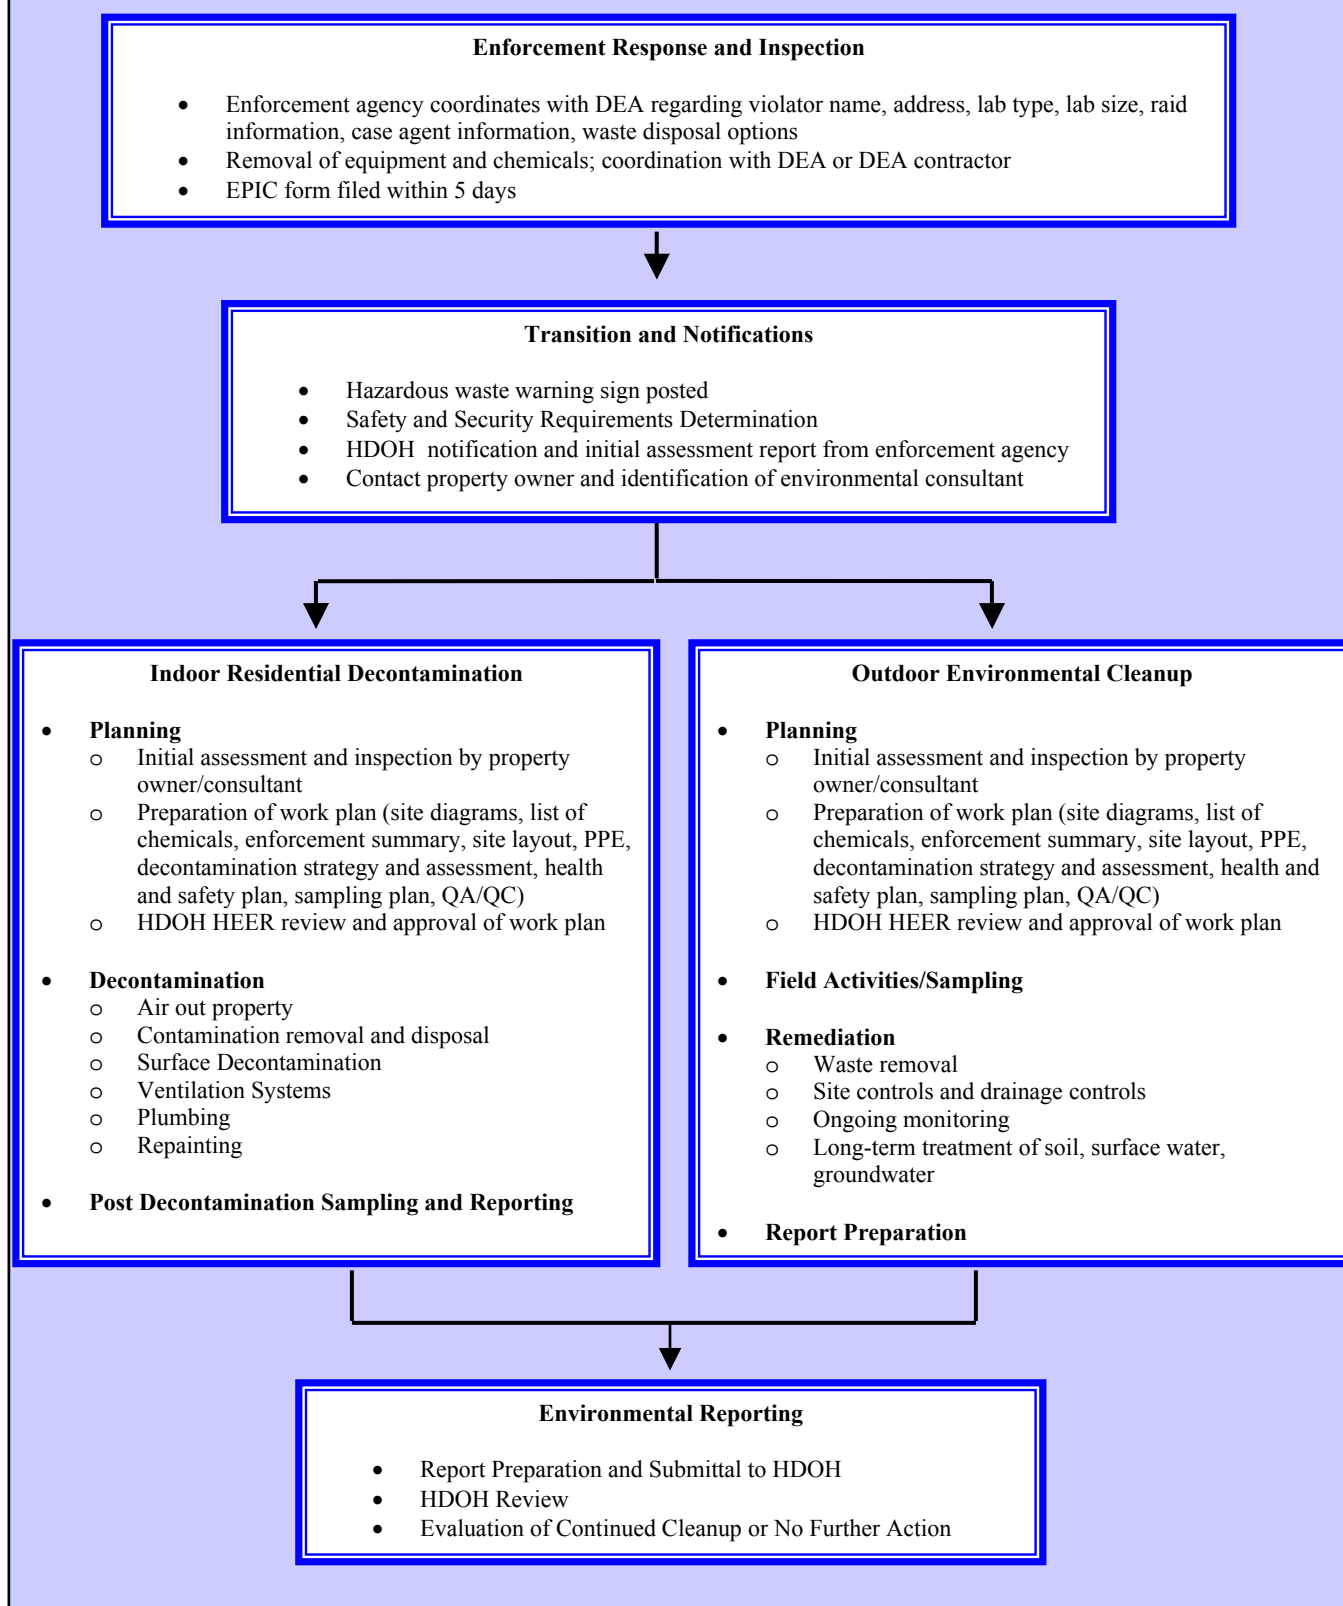 Enforcement Response and Inspection
• Enforcement agency coordinates with DEA regarding violator name, address, lab type, lab size, raid
information, case agent information, waste disposal options
• Removal of equipment and chemicals; coordination with DEA or DEA contractor
• EPIC form filed within 5 days
Transition and Notifications
• Hazardous waste warning sign posted
• Safety and Security Requirements Determination
• HDOH notification and initial assessment report from enforcement agency
• Contact property owner and identification of environmental consultant
Indoor Residential Decontamination
• Planning
o Initial assessment and inspection by property
owner/consultant
o Preparation of work plan (site diagrams, list of
chemicals, enforcement summary, site layout, PPE,
decontamination strategy and assessment, health
and safety plan, sampling plan, QA/QC)
o HDOH HEER review and approval of work plan
• Decontamination
o Air out property
o Contamination removal and disposal
o Surface Decontamination
o Ventilation Systems
o Plumbing
o Repainting
• Post Decontamination Sampling and Reporting
Outdoor Environmental Cleanup
• Planning
o Initial assessment and inspection by property
owner/consultant
o Preparation of work plan (site diagrams, list of
chemicals, enforcement summary, site layout, PPE,
decontamination strategy and assessment, health and
safety plan, sampling plan, QA/QC)
o HDOH HEER review and approval of work plan
• Field Activities/Sampling
• Remediation
o Waste removal
o Site controls and drainage controls
o Ongoing monitoring
o Long-term treatment of soil, surface water,
groundwater
• Report Preparation
Environmental Reporting
• Report Preparation and Submittal to HDOH
• HDOH Review
• Evaluation of Continued Cleanup or No Further Action